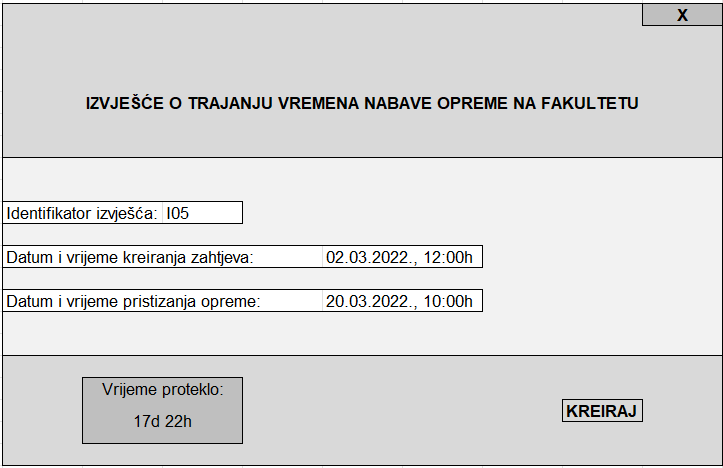 X
IZVJEŠĆE O TRAJANJU VREMENA NABAVE OPREME NA FAKULTETU
Identifikator izvješća: I05
Datum i vrijeme kreiranja zahtjeva: 02.03.2022., 12:00h
Datum i vrijeme pristizanja opreme: 20.03.2022., 10:00h
Vrijeme proteklo:
17d 22h
KREIRAJ